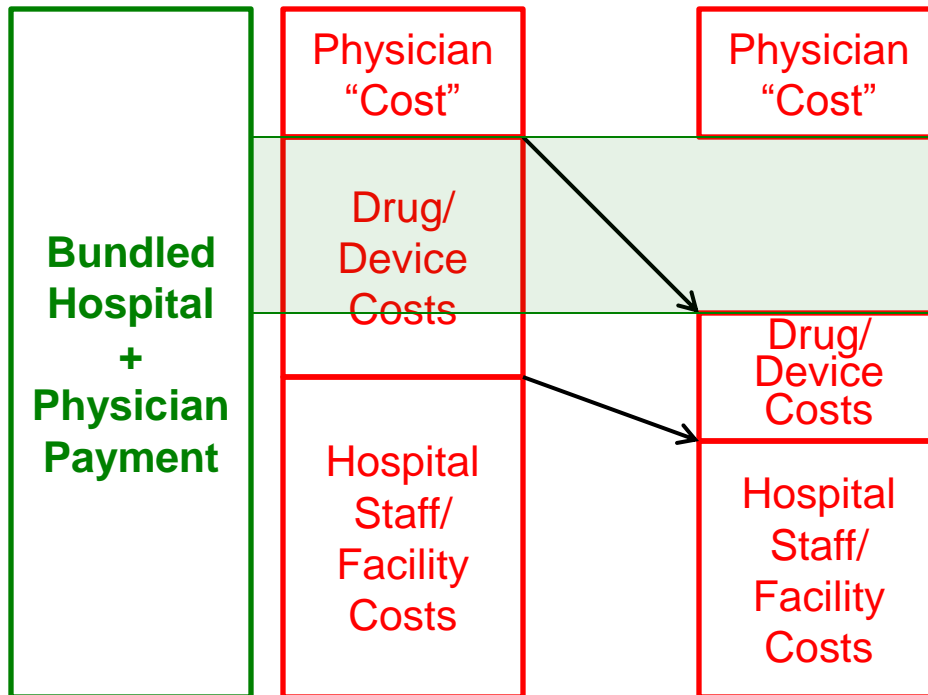 Bundled
Hospital
+
Physician
Payment
Physician
“Cost”
Drug/
Device
Costs
Hospital
Staff/
Facility
Costs
Physician
“Cost”
Drug/
Device
Costs
Hospital
Staff/
Facility
Costs